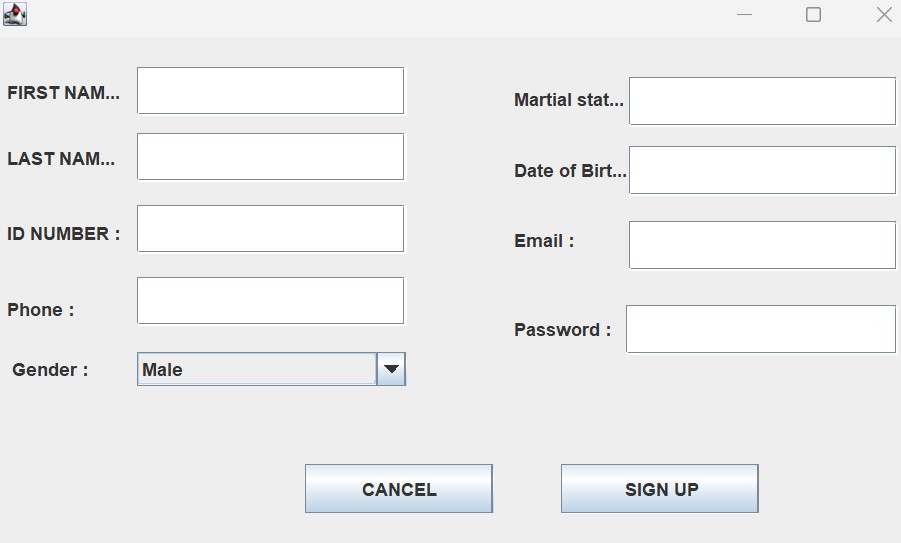 FIRST NAM...
LAST NAM...
ID NUMBER :
Phone :
Gender :
Male
Martial stat...
Date of Birt...
Email :
Password :
CANCEL
SIGN UP